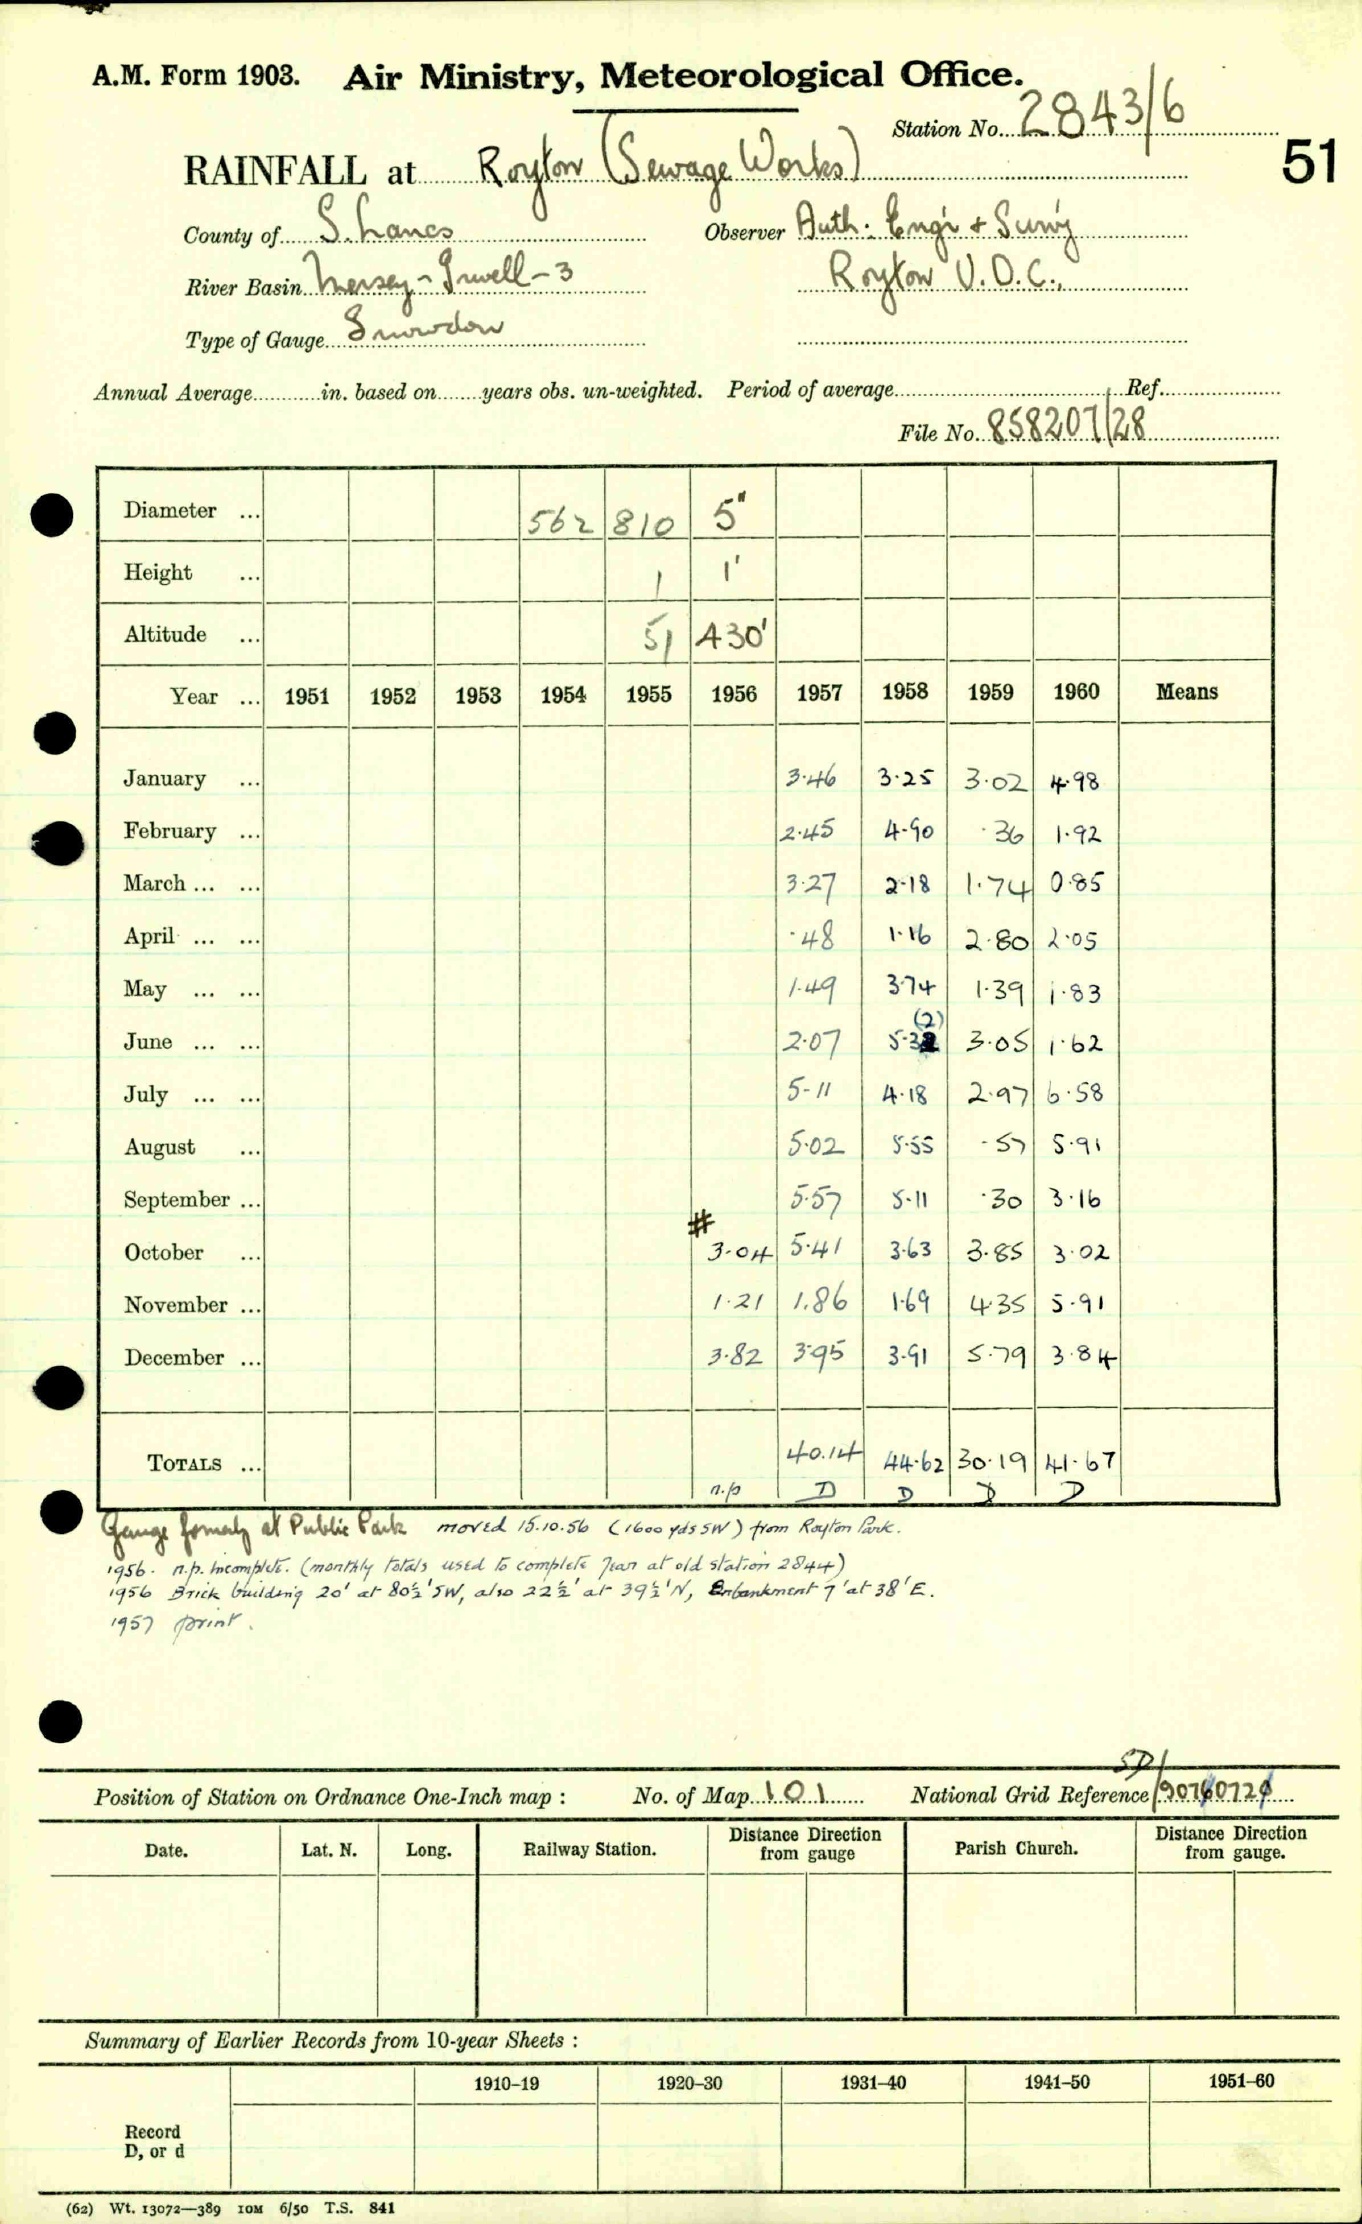 A.M. Form 1903. Air Ministry, Meteorological Office.
Station No. 2843/6
51
RAINFALL at Royton (Sewage Works)
County of S. Lancs Observer Auth: Engr + Surv'y
River Basin Mersey-Irwell-3 Royton U.D.C.,
Type of Gauge Snowdon
Annual Average in. based on years obs. un-weighted. Period of average Ref.
File No. 858207/28
Diameter ... 562 810 5"
Height ... 1 1'
Altitude ... 51 430'
Year ... 1951 1952 1953 1954 1955 1956 1957 1958 1959 1960 Means
January ... 3.46 3.25 3.02 4.98
February ... 2.45 4.90 .36 1.92
March ... ... 3.27 2.18 1.74 0.85
April ... ... .48 1.16 2.80 2.05
May ... ... 1.49 3.74 1.39 1.83
(2)
June ... ... 2.07 5.32 3.05 1.62
July ... ... 5.11 4.18 2.97 6.58
August ... 5.02 5.55 .57 5.91
September ... 5.57 5.11 .30 3.16
#
October ... 3.04 5.41 3.63 3.85 3.02
November ... 1.21 1.86 1.69 4.35 5.91
December ... 3.82 3.95 3.91 5.79 3.84
TOTALS ... 40.14 44.62 30.19 41.67
n.p D D D D
Gauge formerly at Public Park moved 15.10.56 (1600 yds SW) from Royton Park.
1956. n.p. incomplete. (monthly totals used to complete year at old station 2844)
1956 Brick building 20' at 80½' SW, also 22½' at 39½' N, Embankment 7' at 38' E.
1957 print.
SD/
Position of Station on Ordnance One-Inch map : No. of Map 101 National Grid Reference
Date. Lat. N. Long. Railway Station. Distance Direction from gauge Parish Church. Distance Direction from gauge.
Summary of Earlier Records from 10-year Sheets :
1910–19 1920–30 1931–40 1941–50 1951–60
Record
D, or d
(62) Wt. 13072—389 10M 6/50 T.S. 841